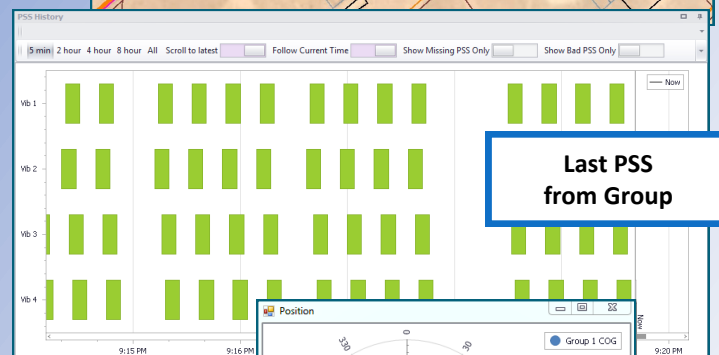 PSS History
5 min 2 hour 4 hour 8 hour All Scroll to latest Follow Current Time Show Missing PSS Only Show Bad PSS Only
Now
Vib 1
Last PSS
from Group
Vib 2
Vib 3
Vib 4
Position
Now
330 0 30
Group 1 COG
9:15 PM 9:16 PM 9:20 PM